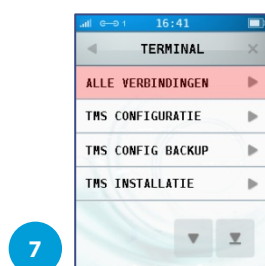 16:41
TERMINAL
ALLE VERBINDINGEN
TMS CONFIGURATIE
TMS CONFIG BACKUP
TMS INSTALLATIE
7